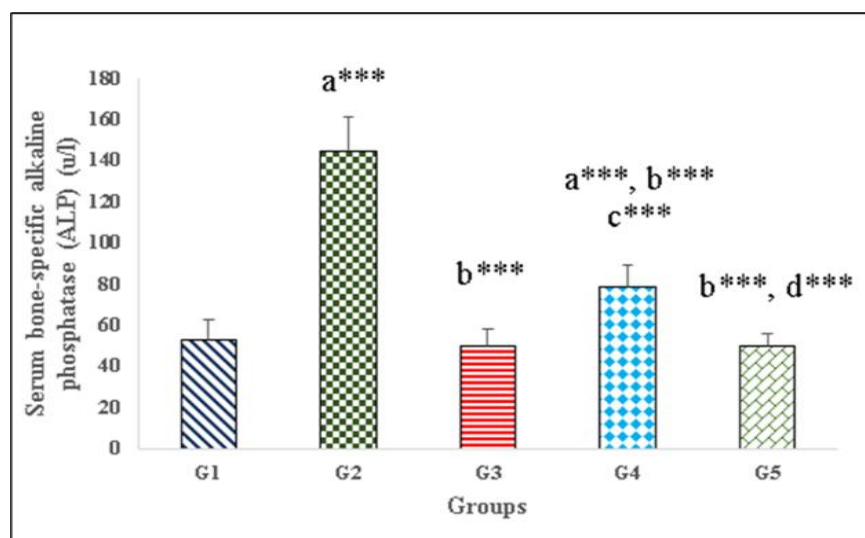 Serum bone-specific alkaline
phosphatase (ALP) (u/l)
180
160
140
120
100
80
60
40
20
0
a***
b***
a***, b***
c***
b***, d***
G1 G2 G3 G4 G5
Groups